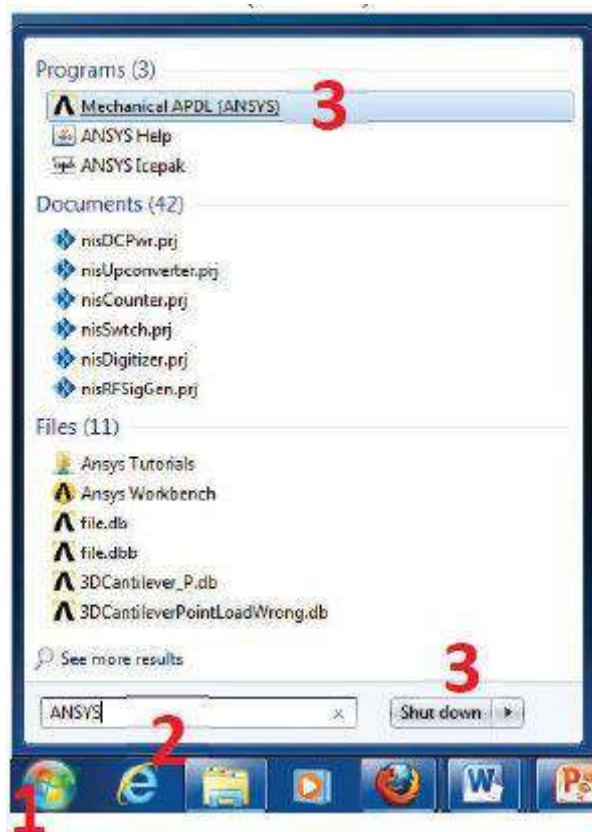 Programs (3)
Mechanical APDL (ANSYS)
3
ANSYS Help
ANSYS Icepak
Documents (42)
nisDCPwr.prj
nisUpconverter.prj
nisCounter.prj
nisSwtch.prj
nisDigitizer.prj
nisRFSigGen.prj
Files (11)
Ansys Tutorials
Ansys Workbench
file.db
file.dbb
3DCantilever_P.db
3DCantileverPointLoadWrong.db
See more results
3
ANSYS
x
Shut down
2
1
W
P